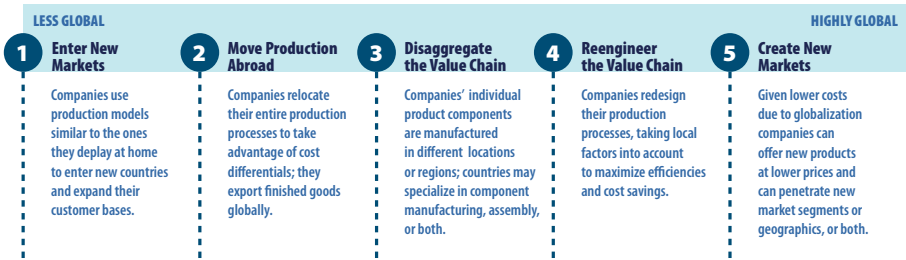 LESS GLOBAL
HIGHLY GLOBAL
1
Enter New
Markets
Companies use
production models
similar to the ones
they deplay at home
to enter new countries
and expand their
customer bases.
2
Move Production
Abroad
Companies relocate
their entire production
processes to take
advantage of cost
differentials; they
export finished goods
globally.
3
Disaggregate
the Value Chain
Companies’ individual
product components
are manufactured
in different locations
or regions; countries may
specialize in component
manufacturing, assembly,
or both.
4
Reengineer
the Value Chain
Companies redesign
their production
processes, taking local
factors into account
to maximize efficiencies
and cost savings.
5
Create New
Markets
Given lower costs
due to globalization
companies can
offer new products
at lower prices and
can penetrate new
market segments or
geographics, or both.